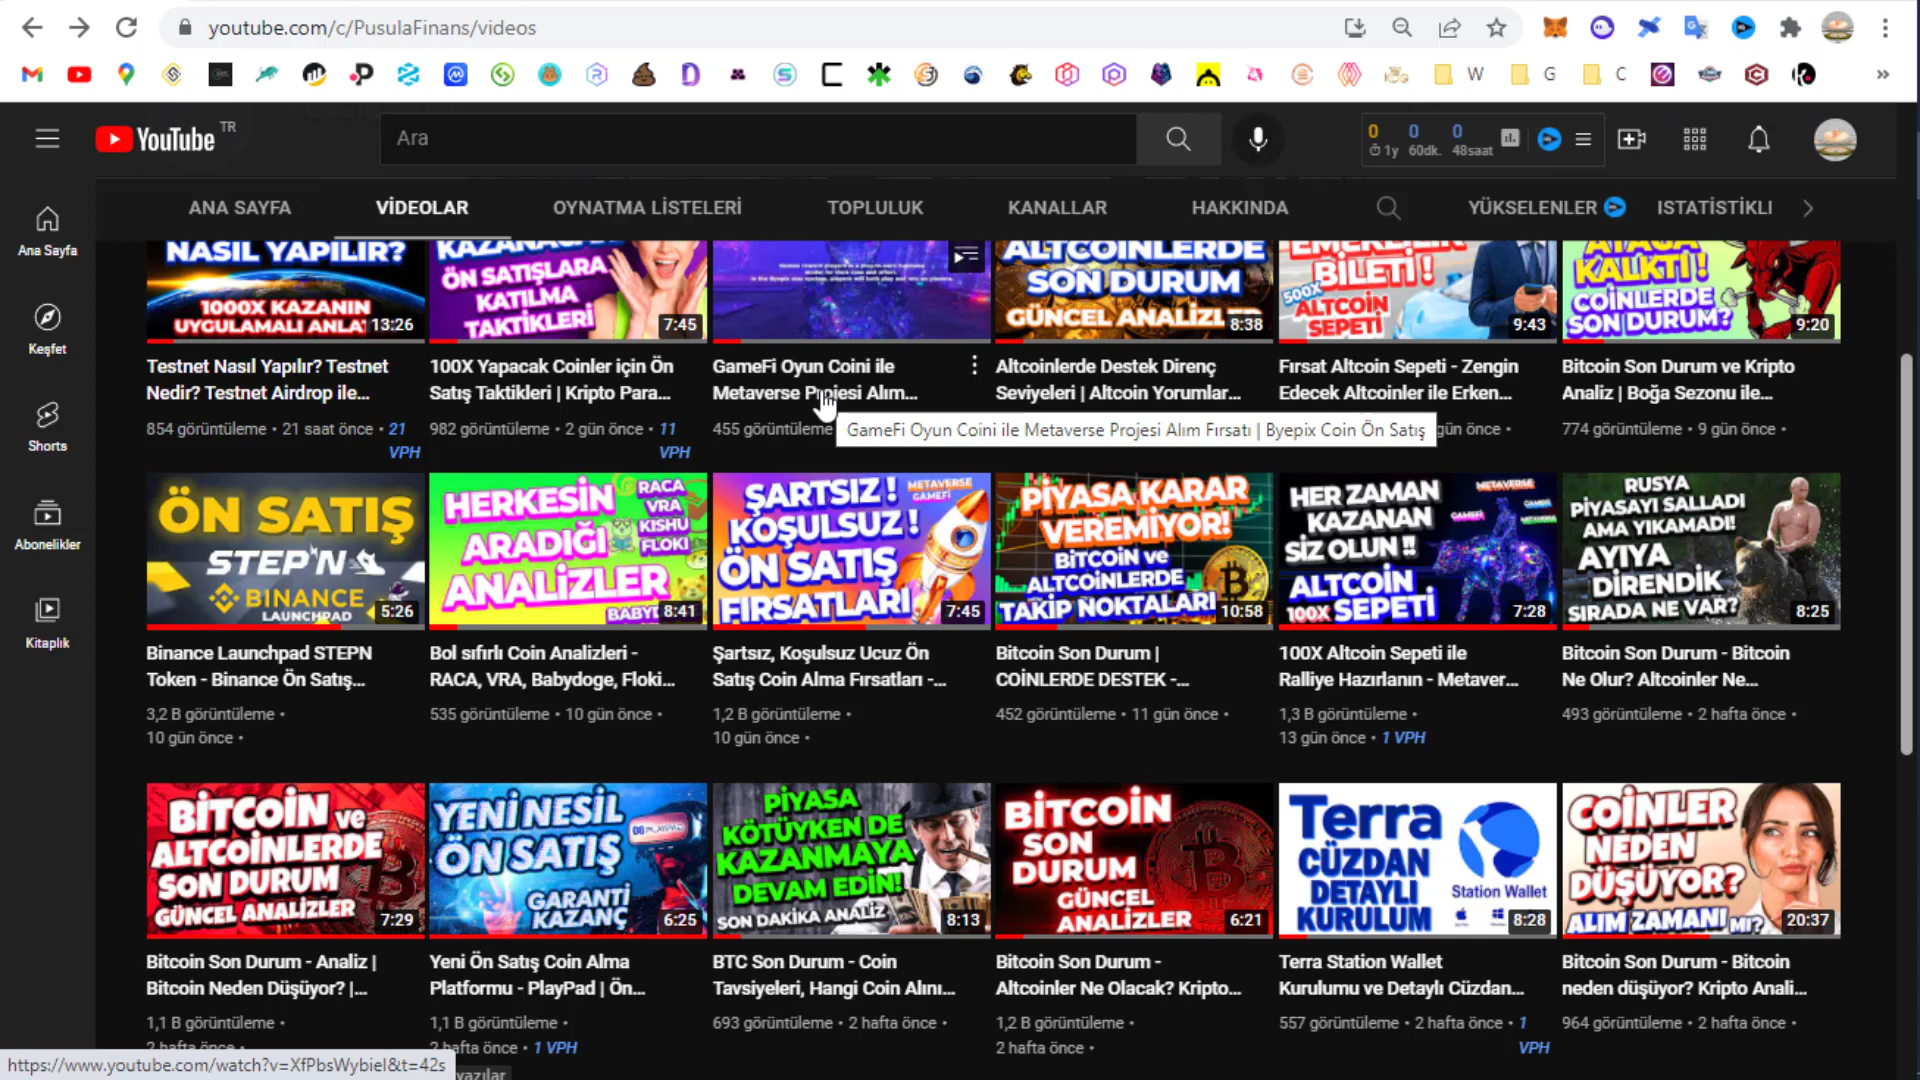 youtube.com/c/PusulaFinans/videos
W
G
C
YouTube TR
Ara
0 0 0
1y 60dk. 48saat
ANA SAYFA
VİDEOLAR
OYNATMA LİSTELERİ
TOPLULUK
KANALLAR
HAKKINDA
YÜKSELENLER
ISTATİSTİKLI
Ana Sayfa
Keşfet
Shorts
Abonelikler
Kitaplık
NASIL YAPILIR?
1000X KAZANIN
UYGULAMALI ANLA
13:26
ÖN SATIŞLARA
KATILMA
TAKTİKLERİ
7:45
ALTCOİNLERDE
SON DURUM
GÜNCEL ANALİZLE
8:38
EMEKLİLİK
BİLETİ !
500X
ALTCOİN
SEPETİ
9:43
ATAĞA
KALKTI!
COİNLERDE
SON DURUM?
9:20
Testnet Nasıl Yapılır? Testnet
Nedir? Testnet Airdrop ile...
854 görüntüleme • 21 saat önce • 21
VPH
100X Yapacak Coinler için Ön
Satış Taktikleri | Kripto Para...
982 görüntüleme • 2 gün önce • 11
VPH
GameFi Oyun Coini ile
Metaverse Projesi Alım...
455 görüntüleme
GameFi Oyun Coini ile Metaverse Projesi Alım Fırsatı | Byepix Coin Ön Satış
Altcoinlerde Destek Direnç
Seviyeleri | Altcoin Yorumlar...
Fırsat Altcoin Sepeti - Zengin
Edecek Altcoinler ile Erken...
gün önce •
Bitcoin Son Durum ve Kripto
Analiz | Boğa Sezonu ile...
774 görüntüleme • 9 gün önce •
ÖN SATIŞ
STEP'N
BINANCE
LAUNCHPAD
5:26
HERKESİN
ARADIĞI
ANALİZLER
RACA
VRA
KISHU
FLOKİ
BABYD
8:41
ŞARTSIZ !
KOŞULSUZ !
ÖN SATIŞ
FIRSATLARI
METAVERSE
GAMEFİ
7:45
PİYASA KARAR
VEREMİYOR!
BİTCOİN ve
ALTCOİNLERDE
TAKİP NOKTALARI
10:58
HER ZAMAN
KAZANAN
SİZ OLUN !!
ALTCOİN
100X SEPETİ
METAVERSE
GAMEFİ
7:28
RUSYA
PİYASAYI SALLADI
AMA YIKAMADI!
AYIYA
DİRENDİK
SIRADA NE VAR?
8:25
Binance Launchpad STEPN
Token - Binance Ön Satış...
3,2 B görüntüleme •
10 gün önce •
Bol sıfırlı Coin Analizleri -
RACA, VRA, Babydoge, Floki...
535 görüntüleme • 10 gün önce •
Şartsız, Koşulsuz Ucuz Ön
Satış Coin Alma Fırsatları -...
1,2 B görüntüleme •
10 gün önce •
Bitcoin Son Durum |
COİNLERDE DESTEK -...
452 görüntüleme • 11 gün önce •
100X Altcoin Sepeti ile
Ralliye Hazırlanın - Metaver...
1,3 B görüntüleme •
13 gün önce • 1 VPH
Bitcoin Son Durum - Bitcoin
Ne Olur? Altcoinler Ne...
493 görüntüleme • 2 hafta önce •
BİTCOİN ve
ALTCOİNLERDE
SON DURUM
GÜNCEL ANALİZLER
7:29
YENİ NESİL
ÖN SATIŞ
GARANTİ
KAZANÇ
PLAYPAD
6:25
PİYASA
KÖTÜYKEN DE
KAZANMAYA
DEVAM EDİN!
SON DAKİKA ANALİZ
8:13
BİTCOİN
SON
DURUM
GÜNCEL
ANALİZLER
6:21
Terra
CÜZDAN
DETAYLI
KURULUM
Station Wallet
8:28
COİNLER
NEDEN
DÜŞÜYOR?
ALIM ZAMANI MI?
20:37
Bitcoin Son Durum - Analiz |
Bitcoin Neden Düşüyor? |...
1,1 B görüntüleme •
2 hafta önce •
Yeni Ön Satış Coin Alma
Platformu - PlayPad | Ön...
1,1 B görüntüleme •
2 hafta önce • 1 VPH
BTC Son Durum - Coin
Tavsiyeleri, Hangi Coin Alını...
693 görüntüleme • 2 hafta önce •
Bitcoin Son Durum -
Altcoinler Ne Olacak? Kripto...
1,2 B görüntüleme •
2 hafta önce •
Terra Station Wallet
Kurulumu ve Detaylı Cüzdan...
557 görüntüleme • 2 hafta önce • 1
VPH
Bitcoin Son Durum - Bitcoin
neden düşüyor? Kripto Anali...
964 görüntüleme • 2 hafta önce •
https://www.youtube.com/watch?v=XfPbsWybieI&t=42s
yazılar